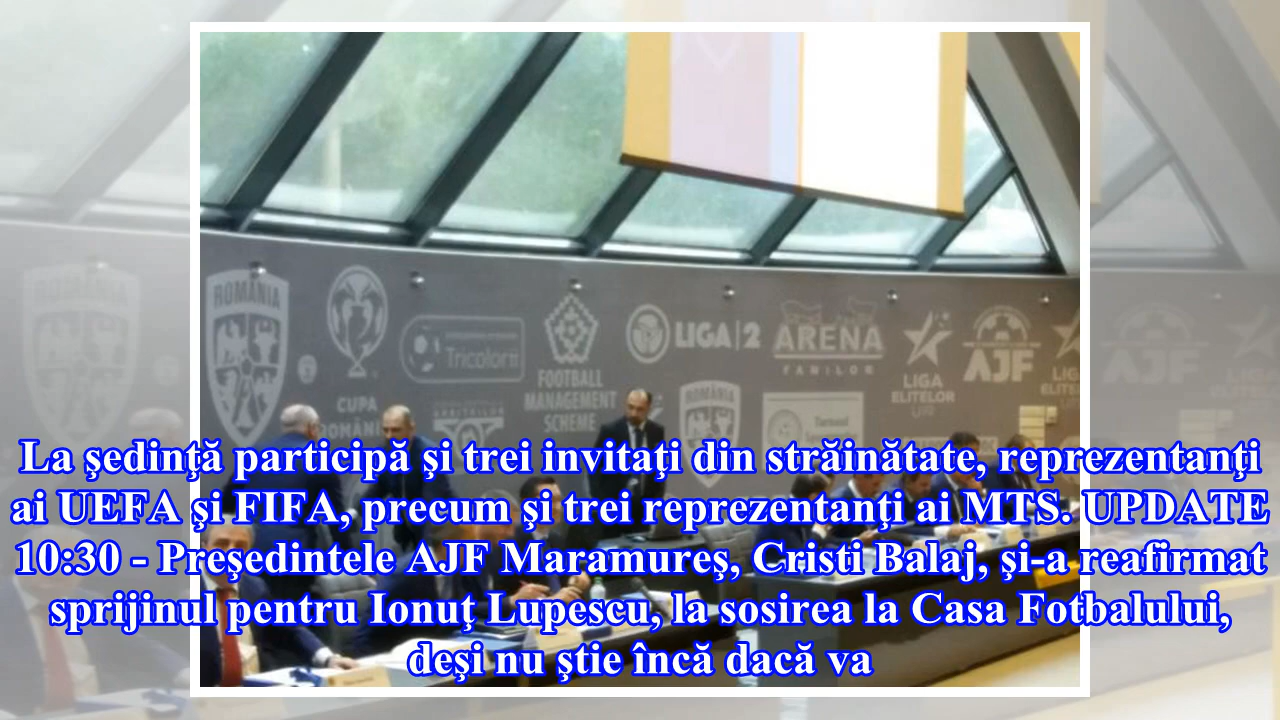 ROMÂNIA
Tricolorii
LIGA|2
ARENA
FANILOR
AJF
FOOTBALL
MANAGEMENT
SCHEME
LIGA
ELITELOR
CUPA
ROMÂNIA
La şedinţă participă şi trei invitaţi din străinătate, reprezentanţi
ai UEFA şi FIFA, precum şi trei reprezentanţi ai MTS. UPDATE
10:30 - Preşedintele AJF Maramureş, Cristi Balaj, şi-a reafirmat
sprijinul pentru Ionuţ Lupescu, la sosirea la Casa Fotbalului,
deşi nu ştie încă dacă va